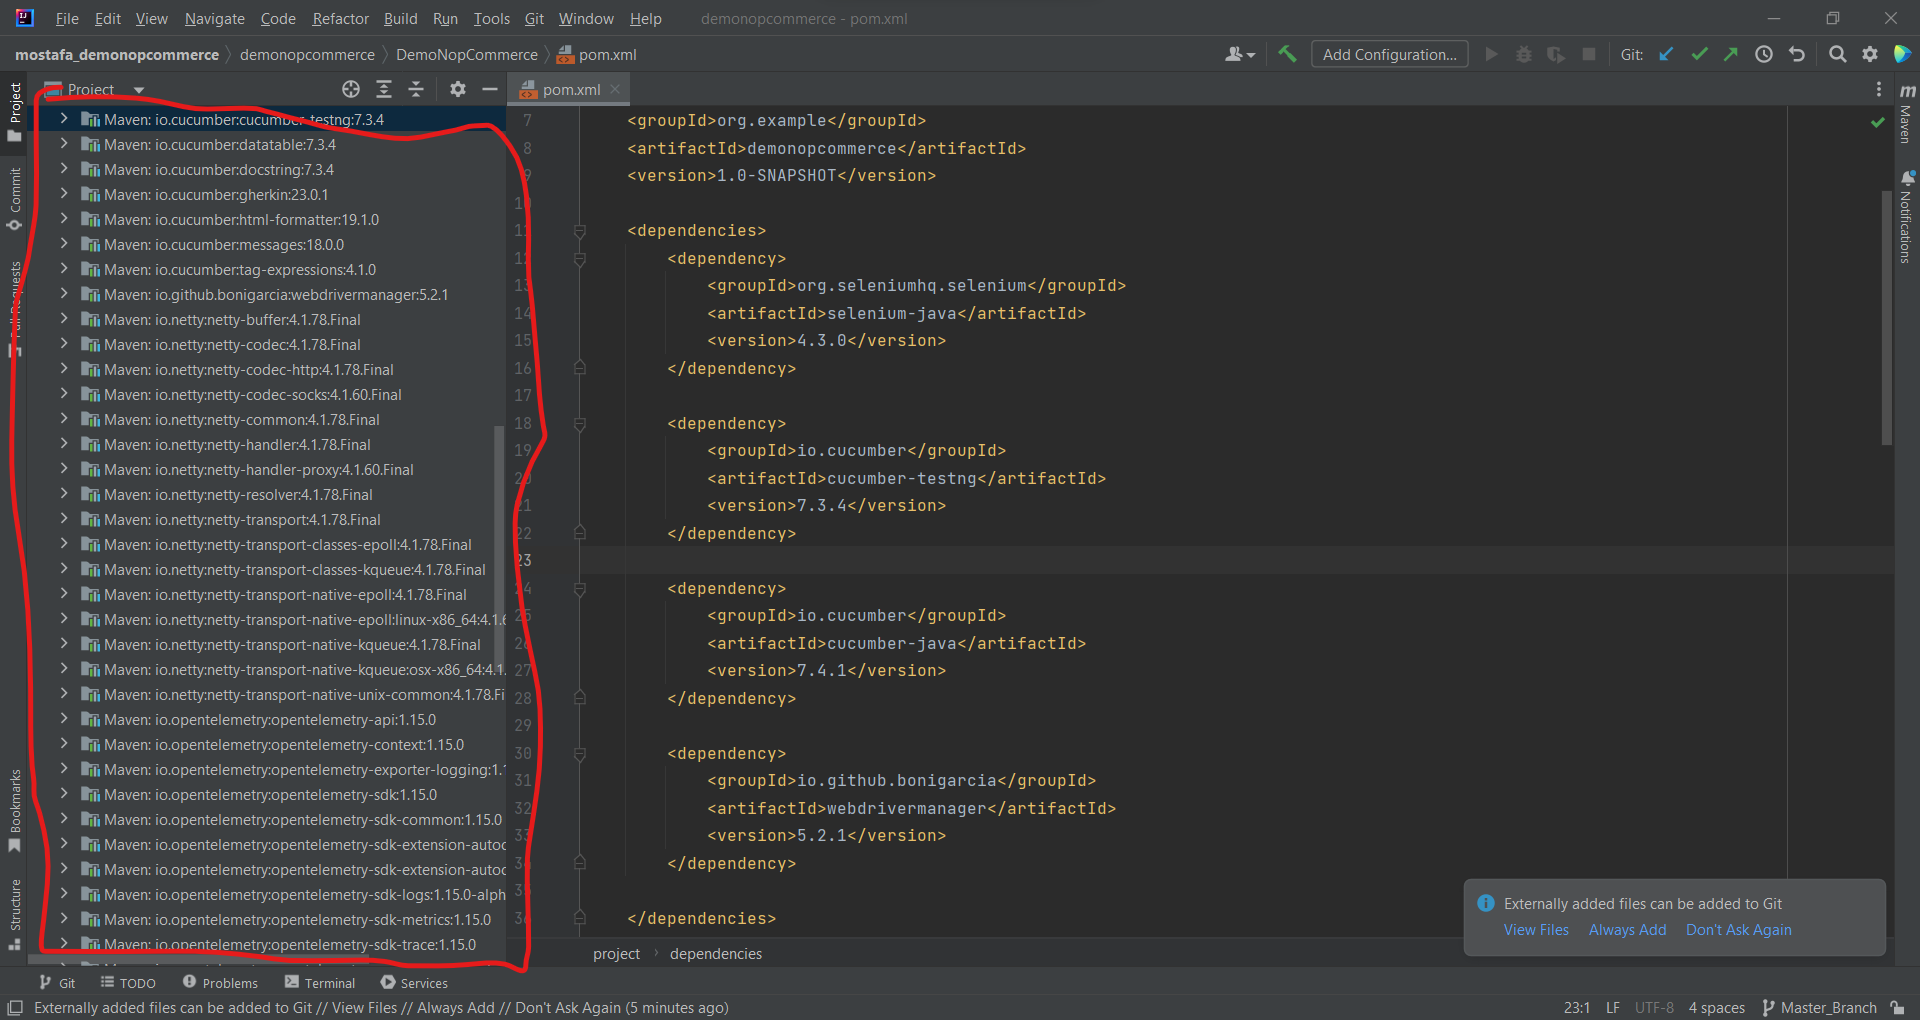 File Edit View Navigate Code Refactor Build Run Tools Git Window Help demonopcommerce - pom.xml
mostafa_demonopcommerce demonopcommerce DemoNopCommerce pom.xml Add Configuration... Git:
Project pom.xml
Project
Commit
Bookmarks
Structure
Maven: io.cucumber:cucumber-testng:7.3.4
Maven: io.cucumber:datatable:7.3.4
Maven: io.cucumber:docstring:7.3.4
Maven: io.cucumber:gherkin:23.0.1
Maven: io.cucumber:html-formatter:19.1.0
Maven: io.cucumber:messages:18.0.0
Maven: io.cucumber:tag-expressions:4.1.0
Maven: io.github.bonigarcia:webdrivermanager:5.2.1
Maven: io.netty:netty-buffer:4.1.78.Final
Maven: io.netty:netty-codec:4.1.78.Final
Maven: io.netty:netty-codec-http:4.1.78.Final
Maven: io.netty:netty-codec-socks:4.1.60.Final
Maven: io.netty:netty-common:4.1.78.Final
Maven: io.netty:netty-handler:4.1.78.Final
Maven: io.netty:netty-handler-proxy:4.1.60.Final
Maven: io.netty:netty-resolver:4.1.78.Final
Maven: io.netty:netty-transport:4.1.78.Final
Maven: io.netty:netty-transport-classes-epoll:4.1.78.Final
Maven: io.netty:netty-transport-classes-kqueue:4.1.78.Final
Maven: io.netty:netty-transport-native-epoll:4.1.78.Final
Maven: io.netty:netty-transport-native-epoll:linux-x86_64:4.1.6
Maven: io.netty:netty-transport-native-kqueue:4.1.78.Final
Maven: io.netty:netty-transport-native-kqueue:osx-x86_64:4.1.
Maven: io.netty:netty-transport-native-unix-common:4.1.78.Fi
Maven: io.opentelemetry:opentelemetry-api:1.15.0
Maven: io.opentelemetry:opentelemetry-context:1.15.0
Maven: io.opentelemetry:opentelemetry-exporter-logging:1.1
Maven: io.opentelemetry:opentelemetry-sdk:1.15.0
Maven: io.opentelemetry:opentelemetry-sdk-common:1.15.0
Maven: io.opentelemetry:opentelemetry-sdk-extension-autoc
Maven: io.opentelemetry:opentelemetry-sdk-extension-autoc
Maven: io.opentelemetry:opentelemetry-sdk-logs:1.15.0-alph
Maven: io.opentelemetry:opentelemetry-sdk-metrics:1.15.0
Maven: io.opentelemetry:opentelemetry-sdk-trace:1.15.0
7 <groupId>org.example</groupId>
8 <artifactId>demonopcommerce</artifactId>
9 <version>1.0-SNAPSHOT</version>
10
11 <dependencies>
12 <dependency>
13 <groupId>org.seleniumhq.selenium</groupId>
14 <artifactId>selenium-java</artifactId>
15 <version>4.3.0</version>
16 </dependency>
17
18 <dependency>
19 <groupId>io.cucumber</groupId>
20 <artifactId>cucumber-testng</artifactId>
21 <version>7.3.4</version>
22 </dependency>
23
24 <dependency>
25 <groupId>io.cucumber</groupId>
26 <artifactId>cucumber-java</artifactId>
27 <version>7.4.1</version>
28 </dependency>
29
30 <dependency>
31 <groupId>io.github.bonigarcia</groupId>
32 <artifactId>webdrivermanager</artifactId>
33 <version>5.2.1</version>
34 </dependency>
35
36 </dependencies>
project dependencies
m
Maven
Notifications
Externally added files can be added to Git
View Files Always Add Don't Ask Again
Git TODO Problems Terminal Services
Externally added files can be added to Git // View Files // Always Add // Don't Ask Again (5 minutes ago) 23:1 LF UTF-8 4 spaces Master_Branch